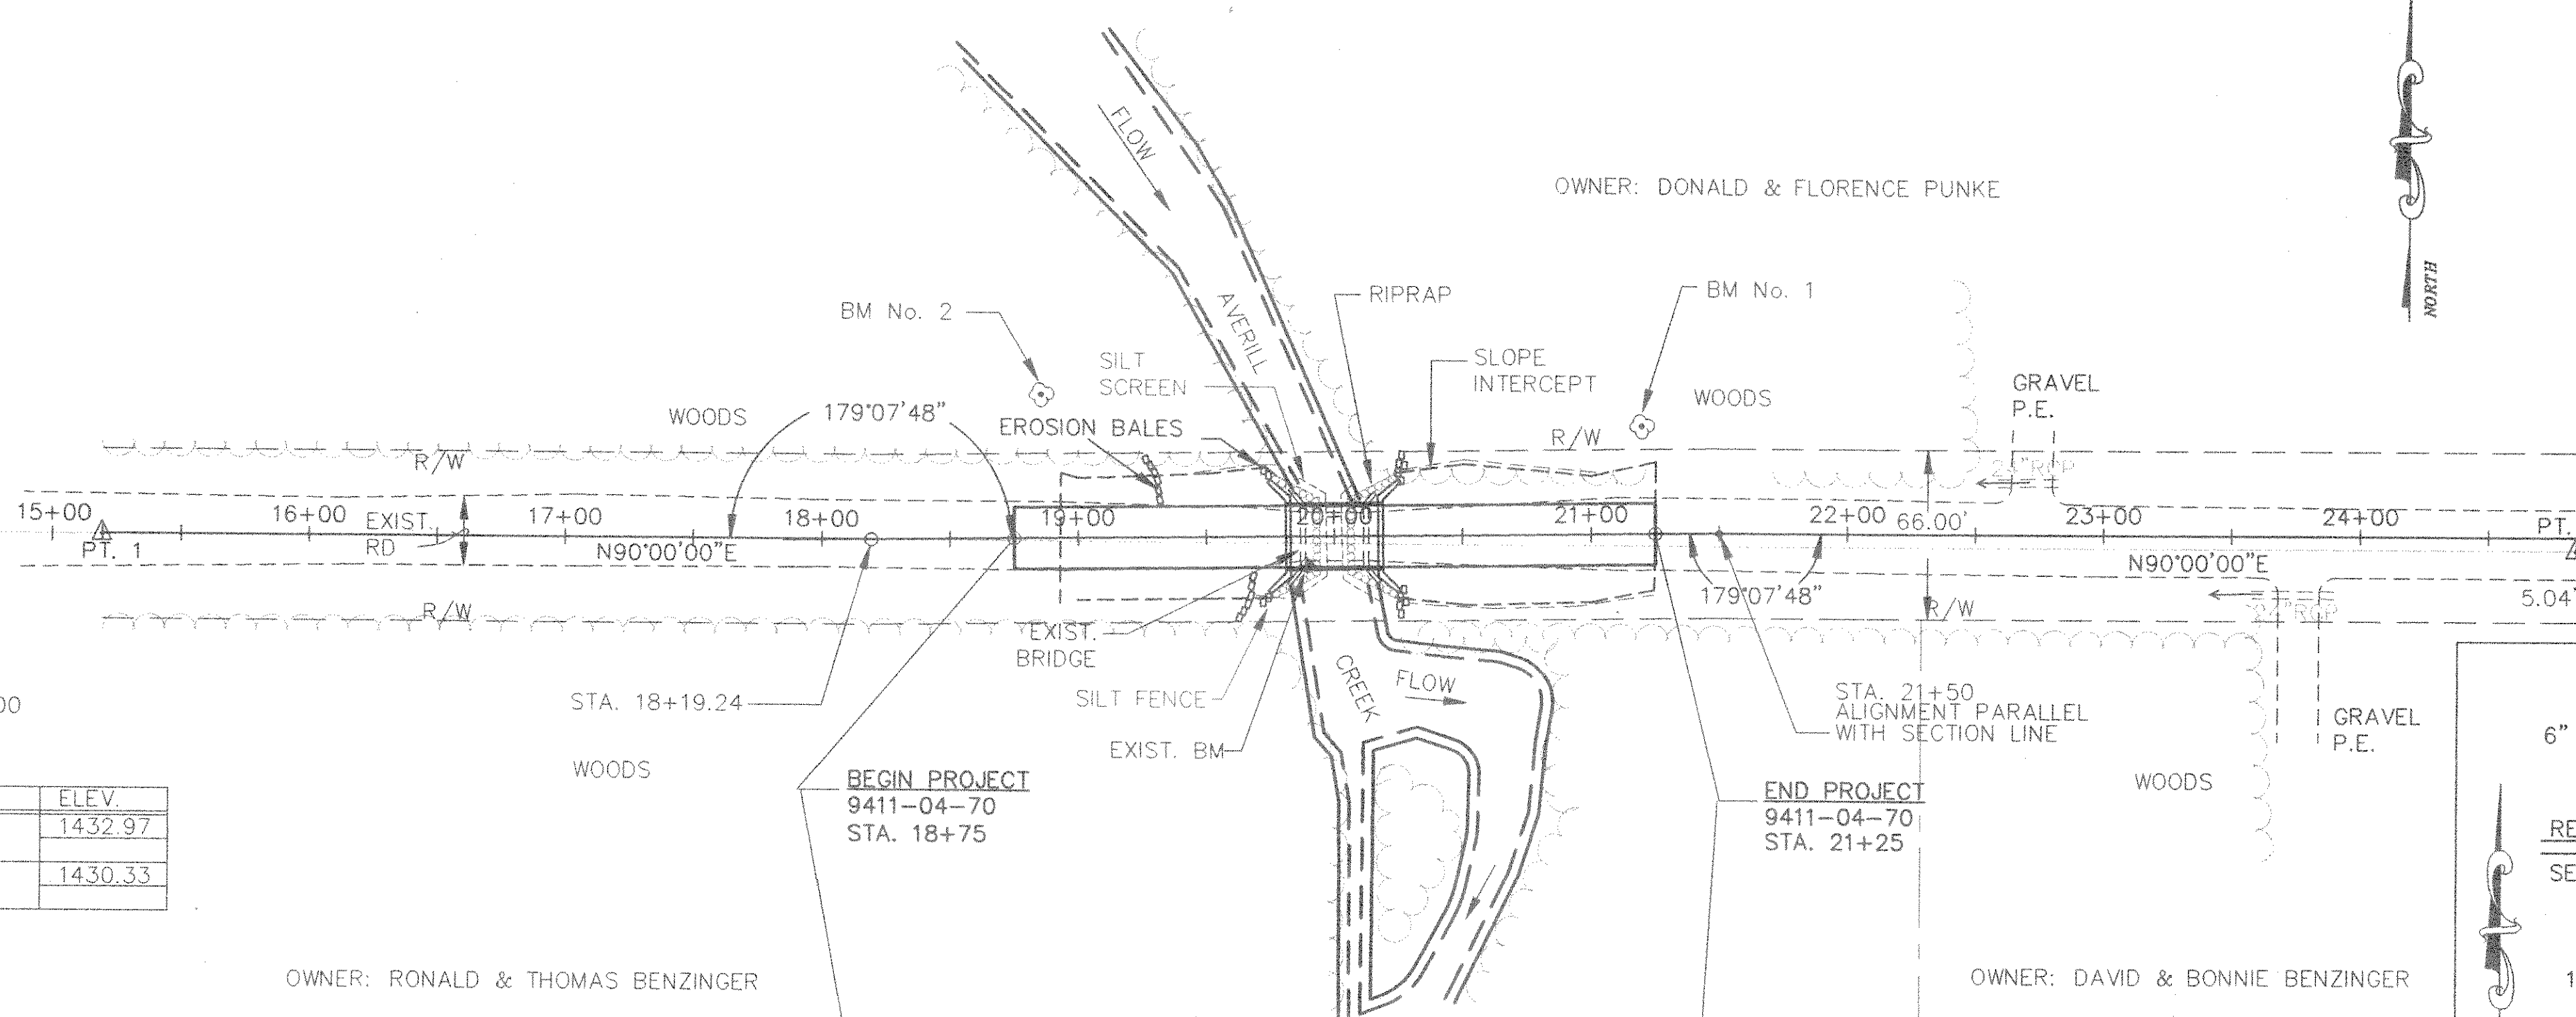 FLOW
OWNER: DONALD & FLORENCE PUNKE
NORTH
AVERILL
BM No. 2
RIPRAP
BM No. 1
SILT
SCREEN
SLOPE
INTERCEPT
WOODS
179°07'48"
EROSION BALES
WOODS
GRAVEL
P.E.
R/W
R/W
24"RCP
15+00
16+00
EXIST.
RD
17+00
18+00
19+00
20+00
21+00
22+00
66.00'
23+00
24+00
PT. 1
N90°00'00"E
N90°00'00"E
PT.
179°07'48"
5.04'
R/W
R/W
24"RCP
EXIST.
BRIDGE
CREEK
FLOW
SILT FENCE
EXIST. BM
STA. 18+19.24
STA. 21+50
ALIGNMENT PARALLEL
WITH SECTION LINE
GRAVEL
P.E.
00
6"
WOODS
WOODS
BEGIN PROJECT
9411-04-70
STA. 18+75
END PROJECT
9411-04-70
STA. 21+25
ELEV.
1432.97
1430.33
RE
SE
OWNER: RONALD & THOMAS BENZINGER
OWNER: DAVID & BONNIE BENZINGER
1